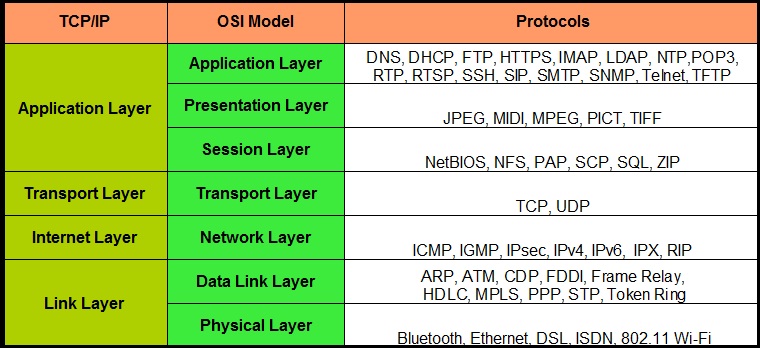 TCP/IP OSI Model Protocols
Application Layer
Application Layer
DNS, DHCP, FTP, HTTPS, IMAP, LDAP, NTP,POP3,
RTP, RTSP, SSH, SIP, SMTP, SNMP, Telnet, TFTP
Presentation Layer
JPEG, MIDI, MPEG, PICT, TIFF
Session Layer
NetBIOS, NFS, PAP, SCP, SQL, ZIP
Transport Layer
Transport Layer
TCP, UDP
Internet Layer
Network Layer
ICMP, IGMP, IPsec, IPv4, IPv6, IPX, RIP
Link Layer
Data Link Layer
ARP, ATM, CDP, FDDI, Frame Relay,
HDLC, MPLS, PPP, STP, Token Ring
Physical Layer
Bluetooth, Ethernet, DSL, ISDN, 802.11 Wi-Fi